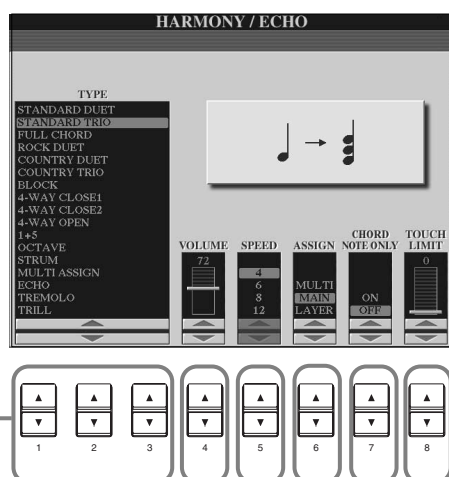 HARMONY / ECHO
TYPE
STANDARD DUET
STANDARD TRIO
FULL CHORD
ROCK DUET
COUNTRY DUET
COUNTRY TRIO
BLOCK
4-WAY CLOSE1
4-WAY CLOSE2
4-WAY OPEN
1+5
OCTAVE
STRUM
MULTI ASSIGN
ECHO
TREMOLO
TRILL
VOLUME
72
SPEED
4
6
8
12
ASSIGN
MULTI
MAIN
LAYER
CHORD
NOTE ONLY
ON
OFF
TOUCH
LIMIT
0
1 2 3 4 5 6 7 8